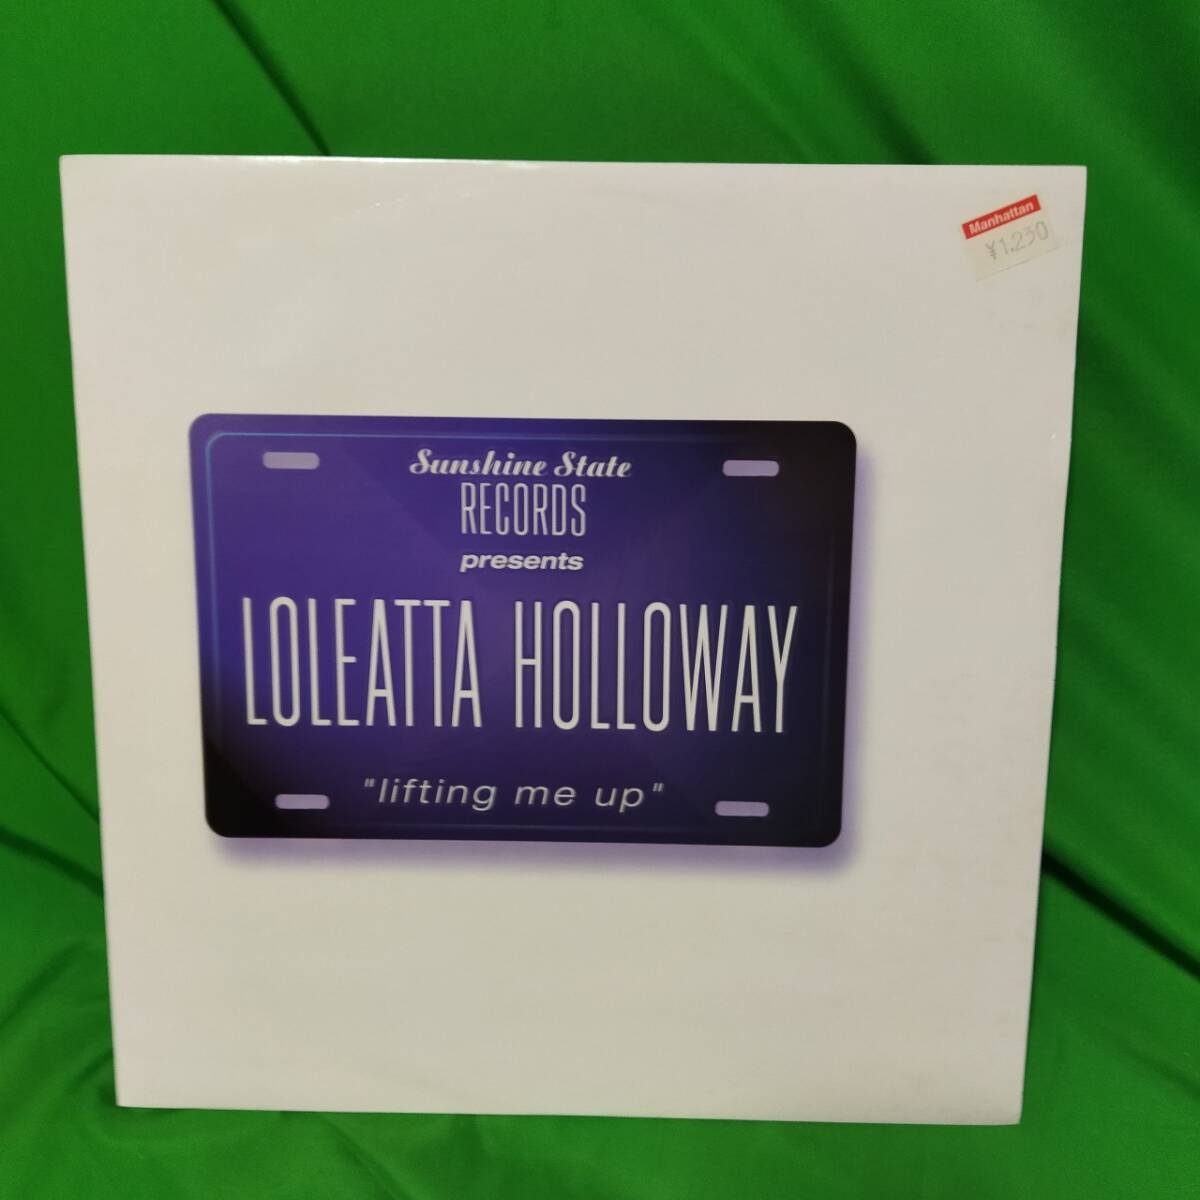 Manhattan
¥1,230
Sunshine State
RECORDS
presents
LOLEATTA HOLLOWAY
"lifting me up"